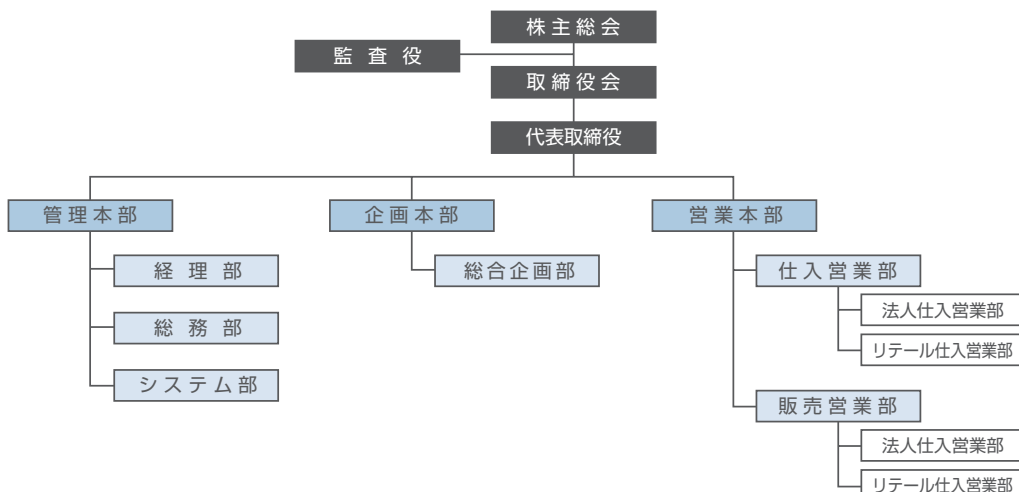 株主総会
監査役
取締役会
代表取締役
管理本部
経理部
総務部
システム部
企画本部
総合企画部
営業本部
仕入営業部
法人仕入営業部
リテール仕入営業部
販売営業部
法人仕入営業部
リテール仕入営業部